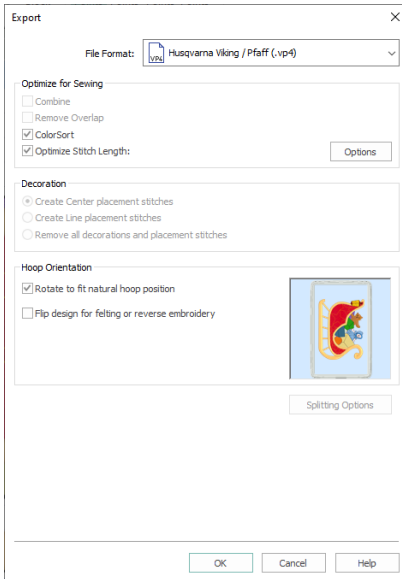 Export
File Format: VP4 Husqvarna Viking / Pfaff (.vp4)
Optimize for Sewing
Combine
Remove Overlap
ColorSort
Optimize Stitch Length:
Options
Decoration
Create Center placement stitches
Create Line placement stitches
Remove all decorations and placement stitches
Hoop Orientation
Rotate to fit natural hoop position
Flip design for felting or reverse embroidery
Splitting Options
OK Cancel Help